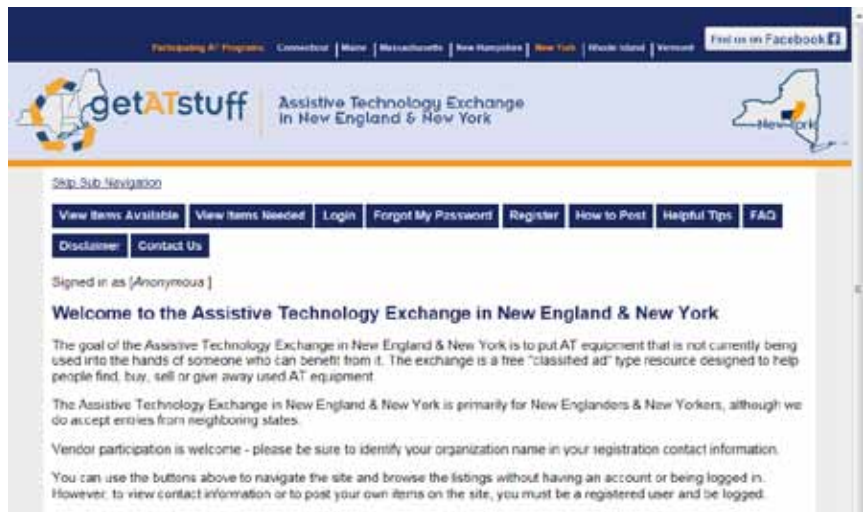 Find us on Facebook
Participating AT Programs: Connecticut | Maine | Massachusetts | New Hampshire | New York | Rhode Island | Vermont
getATstuff
Assistive Technology Exchange
in New England & New York
New York
Skip Sub Navigation
View Items Available View Items Needed Login Forgot My Password Register How to Post Helpful Tips FAQ
Disclaimer Contact Us
Signed in as [Anonymous ]
Welcome to the Assistive Technology Exchange in New England & New York
The goal of the Assistive Technology Exchange in New England & New York is to put AT equipment that is not currently being
used into the hands of someone who can benefit from it. The exchange is a free "classified ad" type resource designed to help
people find, buy, sell or give away used AT equipment.
The Assistive Technology Exchange in New England & New York is primarily for New Englanders & New Yorkers, although we
do accept entries from neighboring states.
Vendor participation is welcome - please be sure to identify your organization name in your registration contact information.
You can use the buttons above to navigate the site and browse the listings without having an account or being logged in.
However, to view contact information or to post your own items on the site, you must be a registered user and be logged.